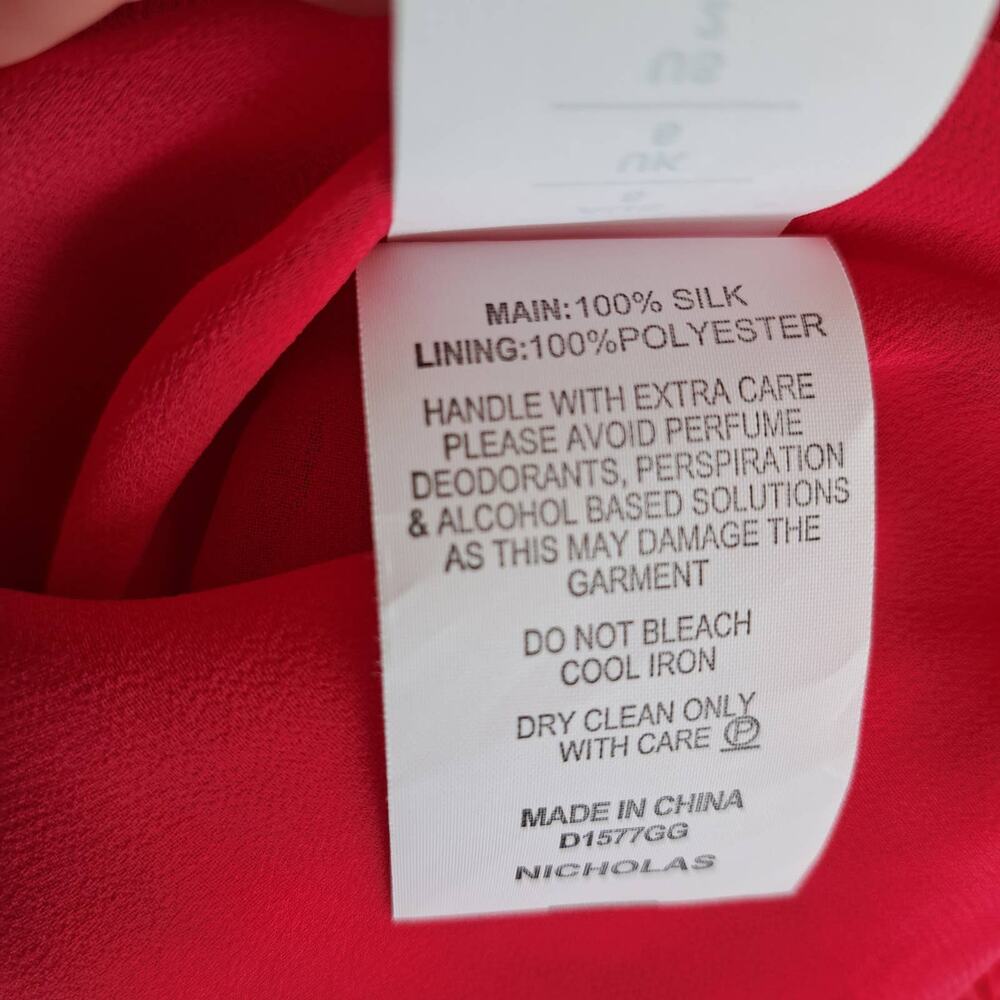 MAIN:100% SILK
LINING:100%POLYESTER
HANDLE WITH EXTRA CARE
PLEASE AVOID PERFUME
DEODORANTS, PERSPIRATION
& ALCOHOL BASED SOLUTIONS
AS THIS MAY DAMAGE THE
GARMENT
DO NOT BLEACH
COOL IRON
DRY CLEAN ONLY
WITH CARE Ⓟ
MADE IN CHINA
D1577GG
NICHOLAS